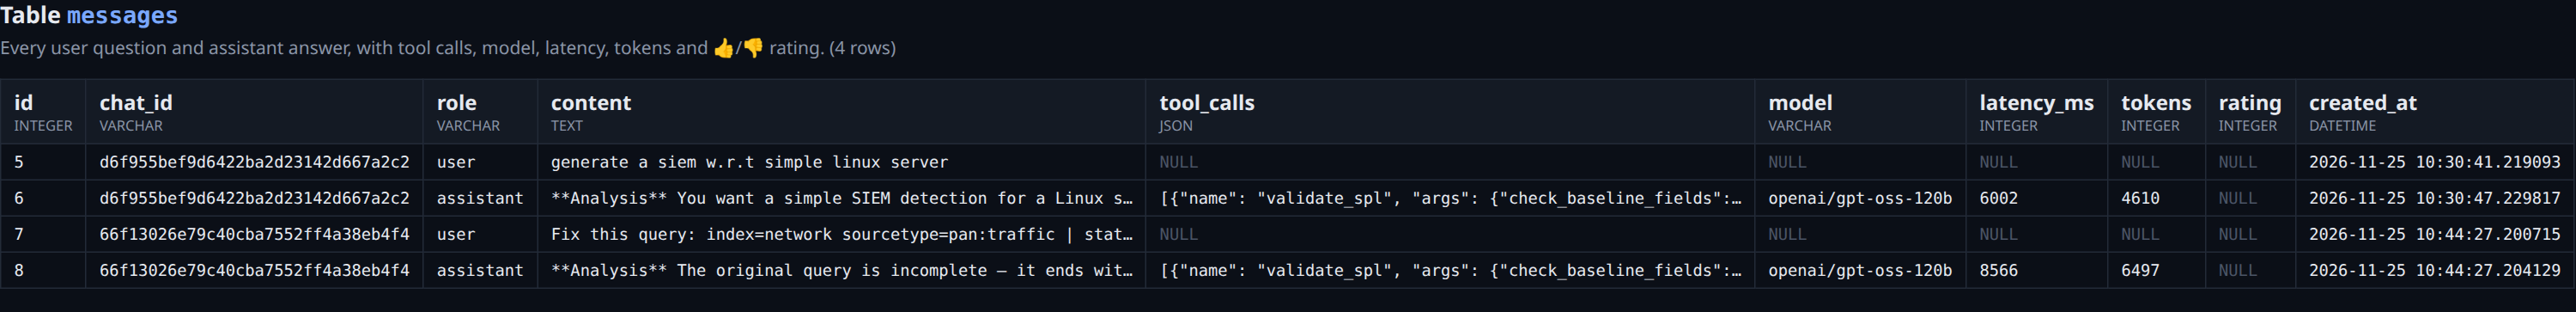 Table messages
Every user question and assistant answer, with tool calls, model, latency, tokens and 👍/👎 rating. (4 rows)
id chat_id role content tool_calls model latency_ms tokens rating created_at
INTEGER VARCHAR VARCHAR TEXT JSON VARCHAR INTEGER INTEGER INTEGER DATETIME
5 d6f955bef9d6422ba2d23142d667a2c2 user generate a siem w.r.t simple linux server NULL NULL NULL NULL NULL 2026-11-25 10:30:41.219093
6 d6f955bef9d6422ba2d23142d667a2c2 assistant **Analysis** You want a simple SIEM detection for a Linux s… [{"name": "validate_spl", "args": {"check_baseline_fields":… openai/gpt-oss-120b 6002 4610 NULL 2026-11-25 10:30:47.229817
7 66f13026e79c40cba7552ff4a38eb4f4 user Fix this query: index=network sourcetype=pan:traffic | stat… NULL NULL NULL NULL NULL 2026-11-25 10:44:27.200715
8 66f13026e79c40cba7552ff4a38eb4f4 assistant **Analysis** The original query is incomplete – it ends wit… [{"name": "validate_spl", "args": {"check_baseline_fields":… openai/gpt-oss-120b 8566 6497 NULL 2026-11-25 10:44:27.204129